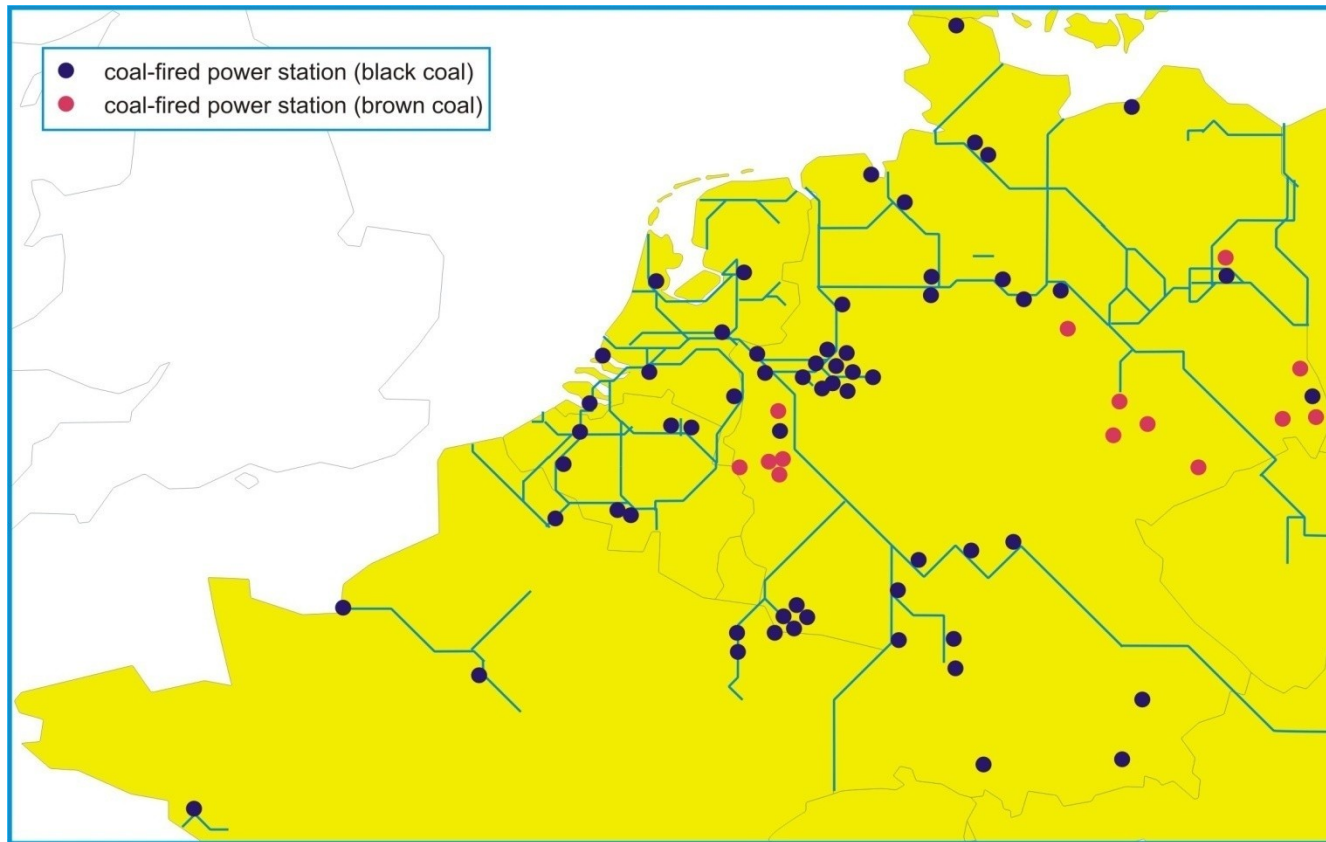 coal-fired power station (black coal)
coal-fired power station (brown coal)